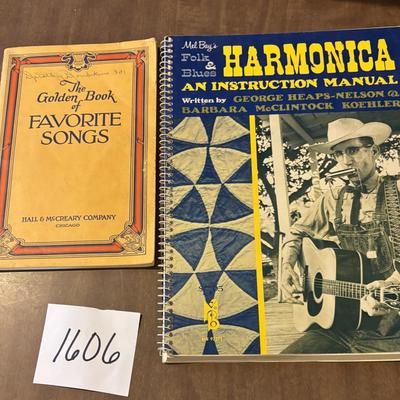 The
Golden Book
of
FAVORITE
SONGS
HALL & McCREARY COMPANY
CHICAGO
1606
Mel Bay's
Folk
&
Blues
HARMONICA
AN INSTRUCTION MANUAL
Written by GEORGE HEAPS-NELSON &
BARBARA McCLINTOCK KOEHLER